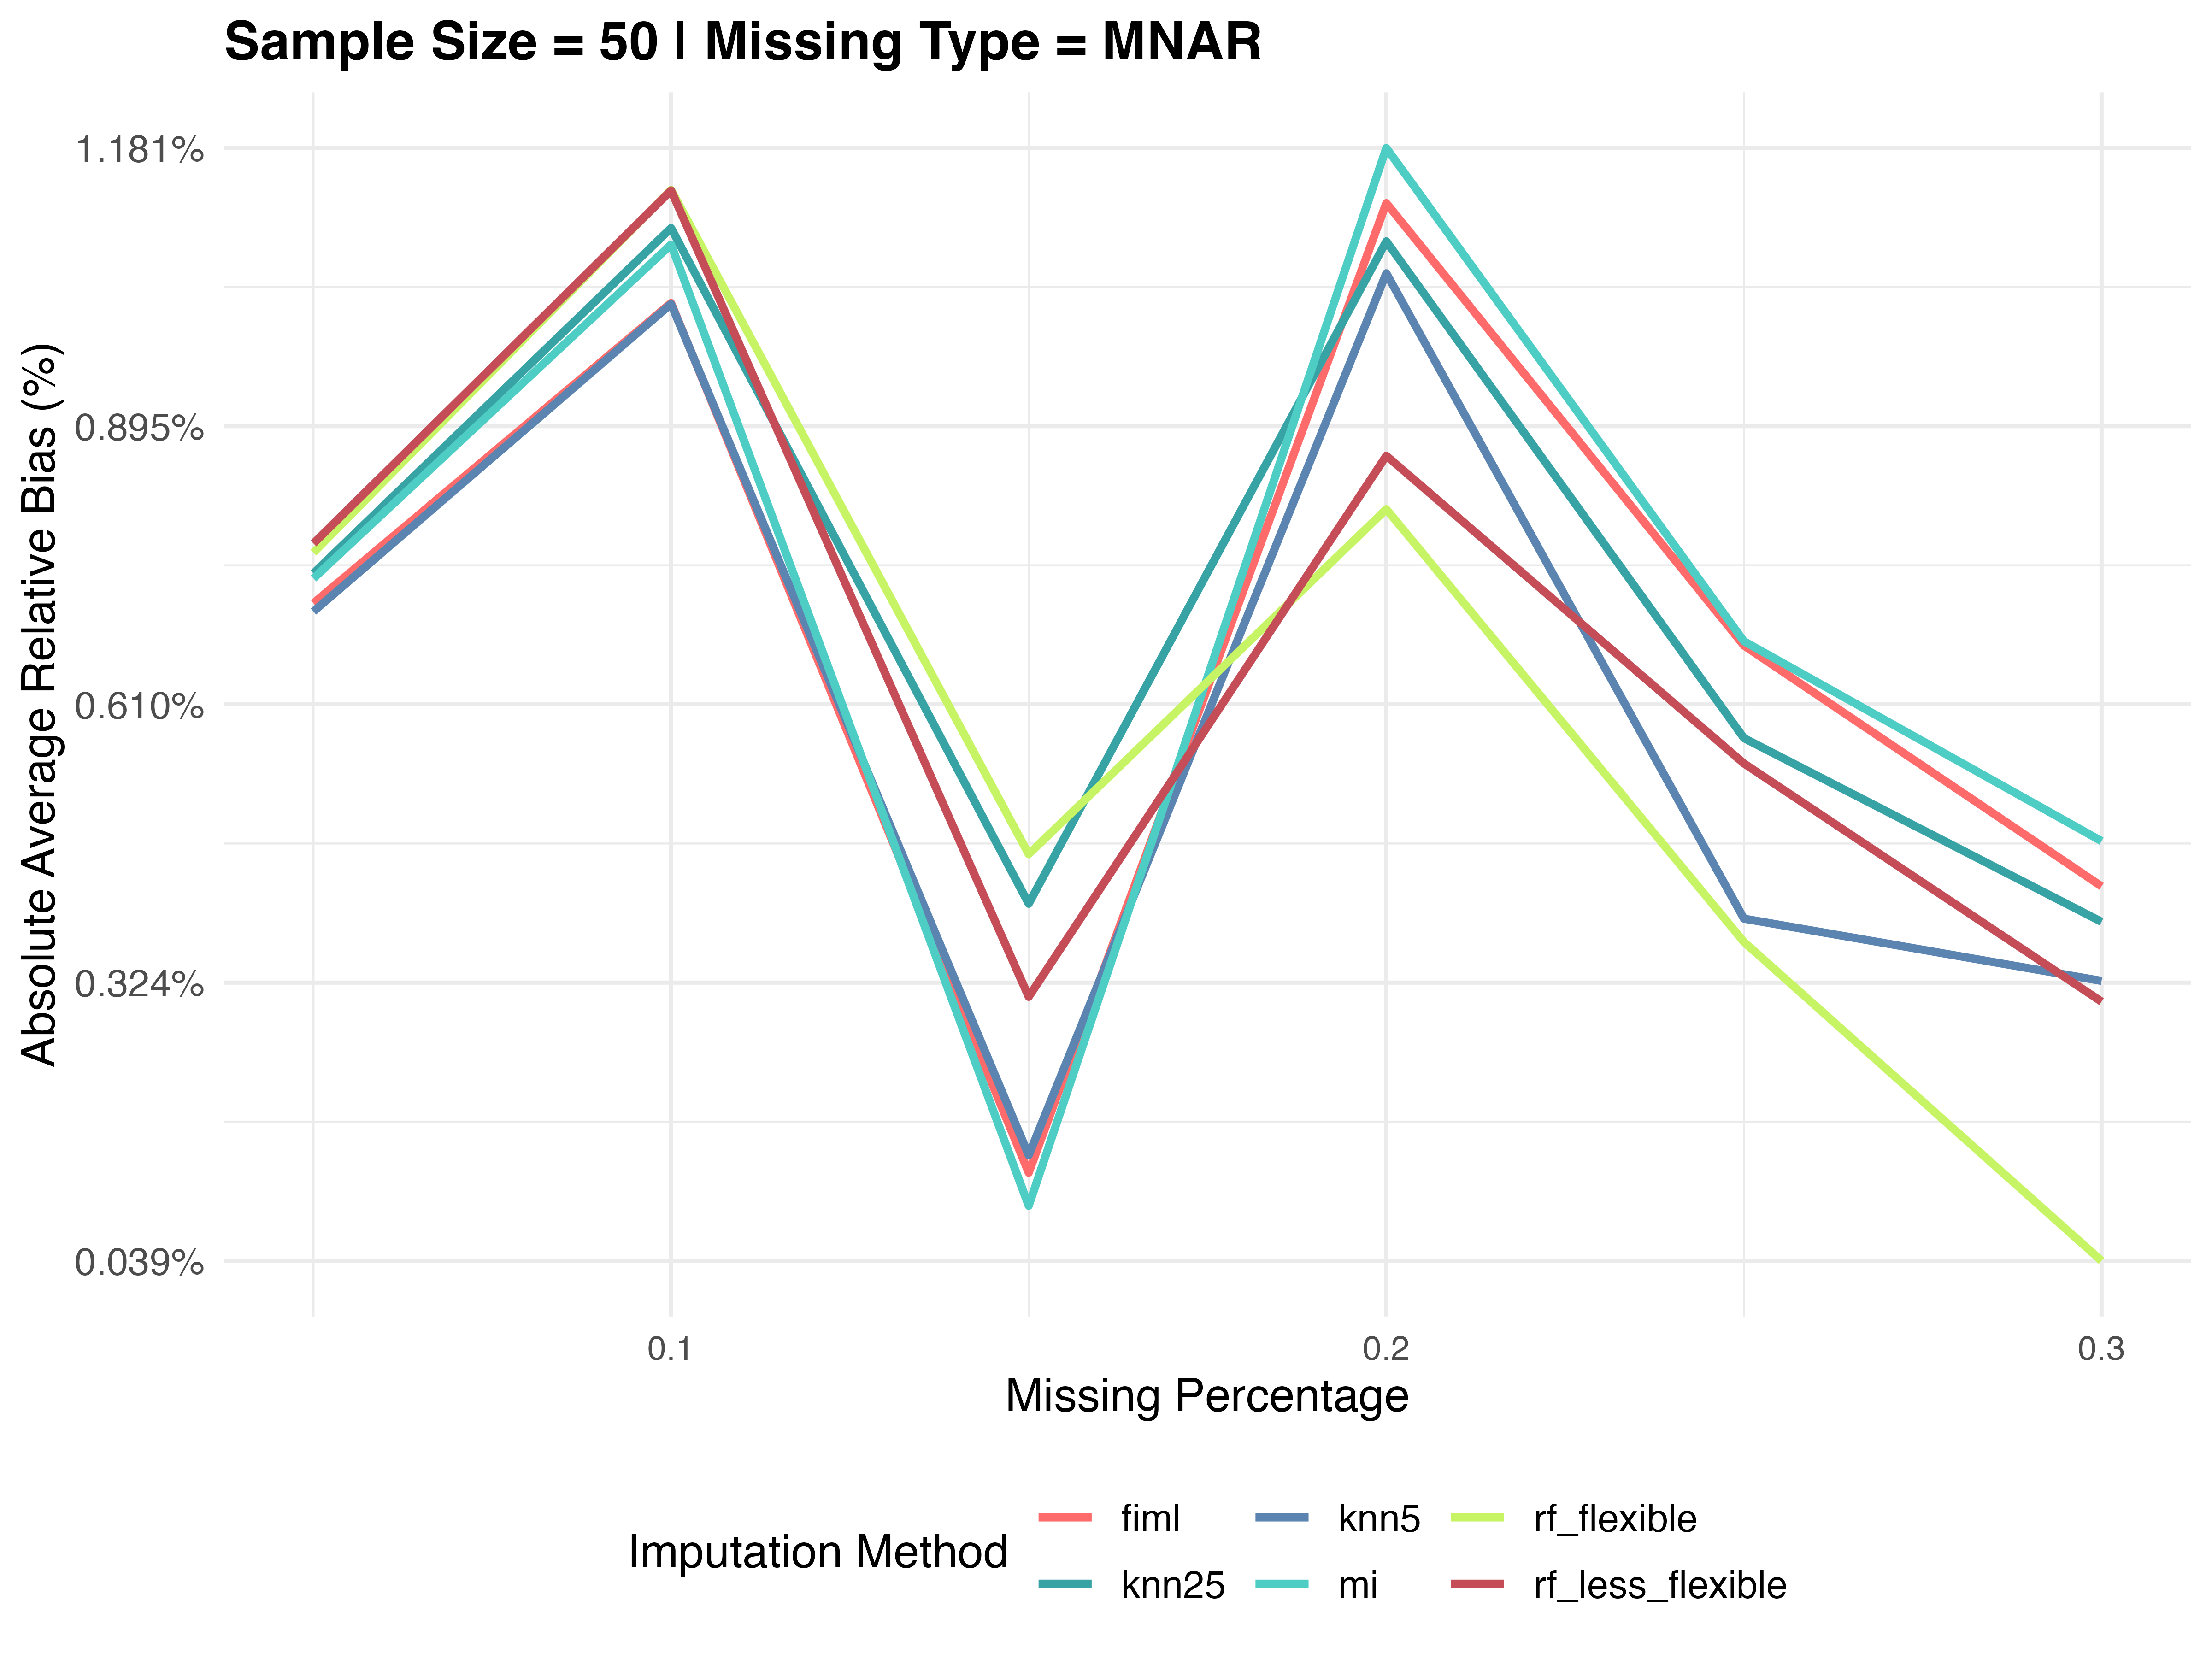 Sample Size = 50 | Missing Type = MNAR
Absolute Average Relative Bias (%)
1.181%
0.895%
0.610%
0.324%
0.039%
0.1 0.2 0.3
Missing Percentage
Imputation Method
fiml knn5 rf_flexible
knn25 mi rf_less_flexible